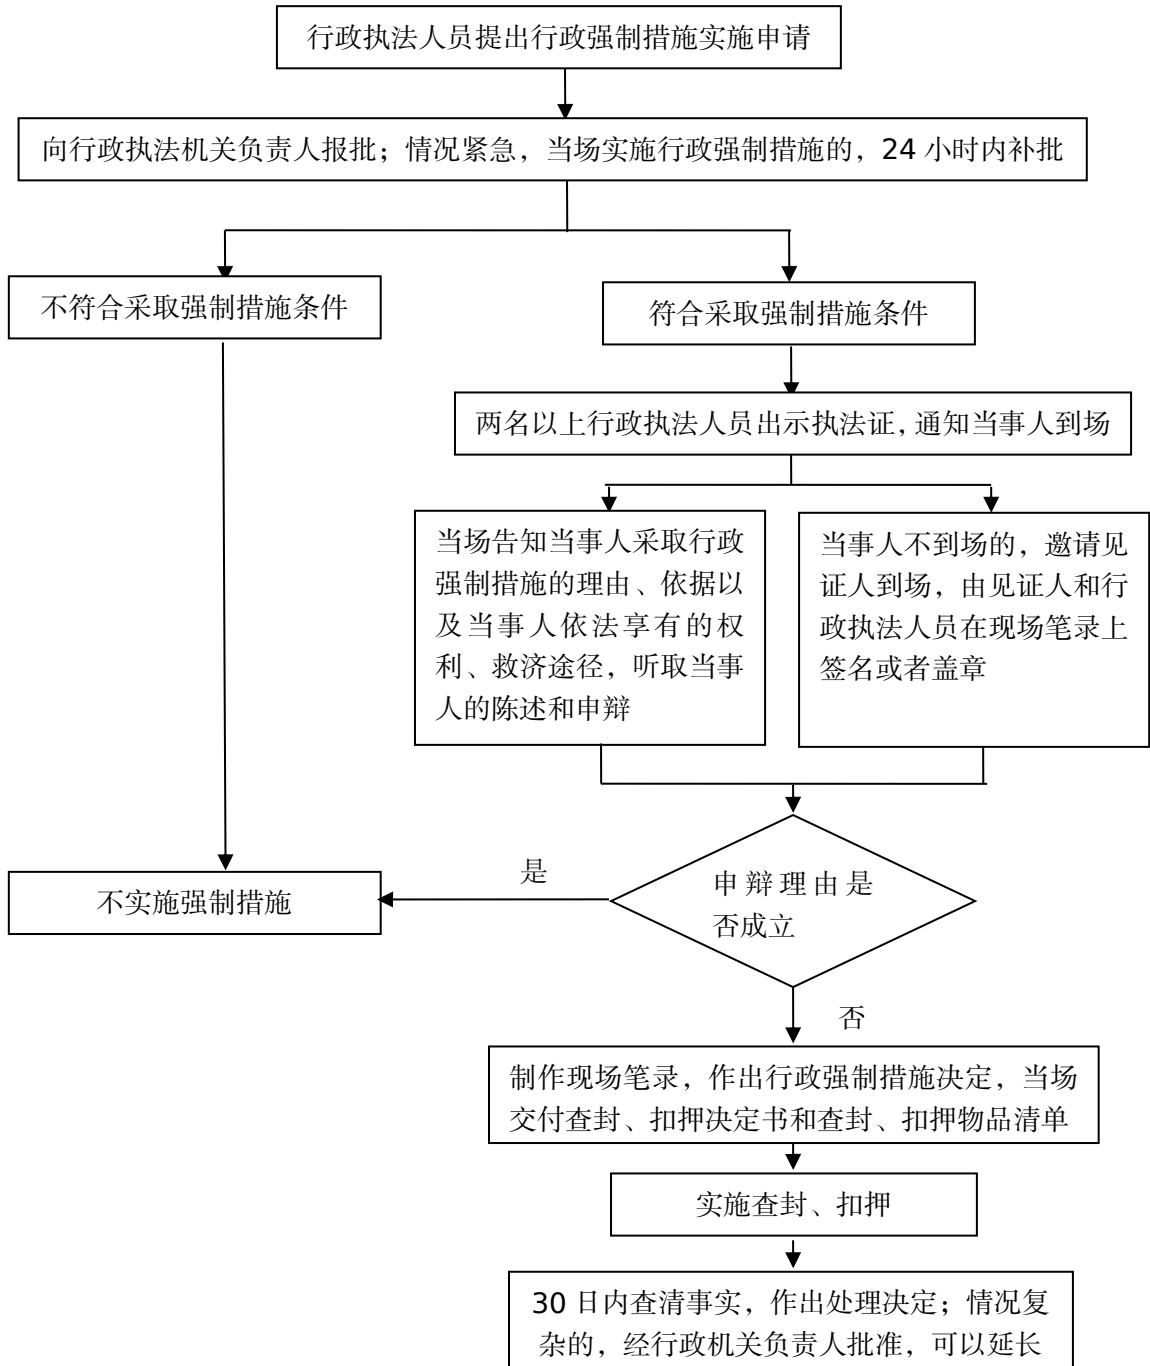 行政执法人员提出行政强制措施实施申请
向行政执法机关负责人报批；情况紧急，当场实施行政强制措施的，24 小时内补批
不符合采取强制措施条件
符合采取强制措施条件
两名以上行政执法人员出示执法证,通知当事人到场
当场告知当事人采取行政
强制措施的理由、依据以
及当事人依法享有的权
利、救济途径，听取当事
人的陈述和申辩
当事人不到场的，邀请见
证人到场，由见证人和行
政执法人员在现场笔录上
签名或者盖章
申辩理由是
否成立
是
不实施强制措施
否
制作现场笔录，作出行政强制措施决定，当场
交付查封、扣押决定书和查封、扣押物品清单
实施查封、扣押
30 日内查清事实，作出处理决定；情况复
杂的，经行政机关负责人批准，可以延长